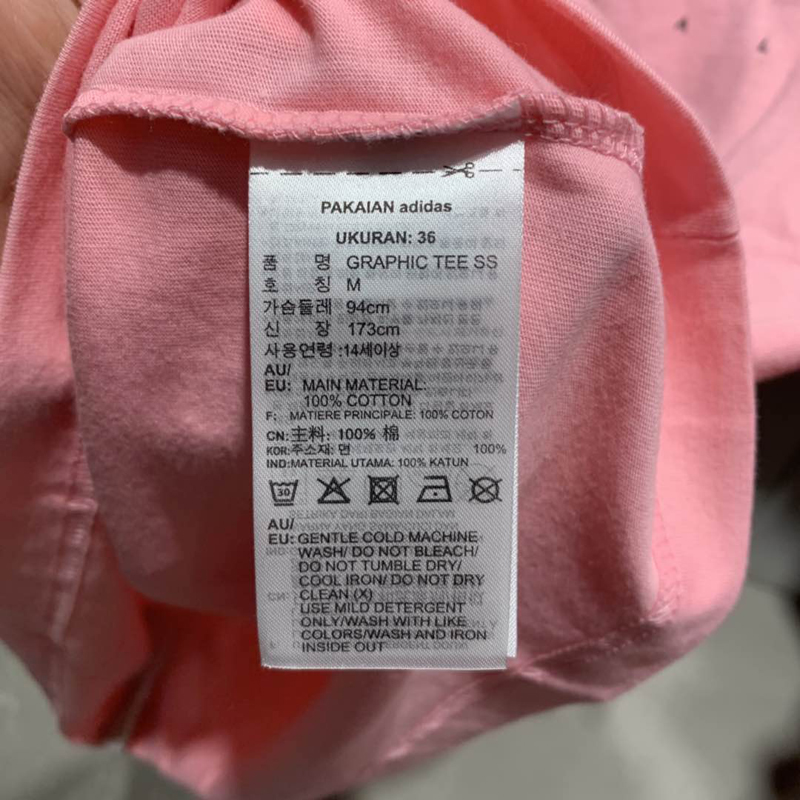 PAKAIAN adidas
UKURAN: 36
품 명 GRAPHIC TEE SS
호 칭 M
가슴둘레 94cm
신 장 173cm
사용연령 :14세이상
AU/
EU: MAIN MATERIAL:
100% COTTON
F: MATIERE PRINCIPALE: 100% COTON
CN:主料: 100% 棉
KOR:주소재: 면 100%
IND:MATERIAL UTAMA: 100% KATUN
30
AU/
EU: GENTLE COLD MACHINE
WASH/ DO NOT BLEACH/
DO NOT TUMBLE DRY/
COOL IRON/ DO NOT DRY
CLEAN (X)
USE MILD DETERGENT
ONLY/WASH WITH LIKE
COLORS/WASH AND IRON
INSIDE OUT